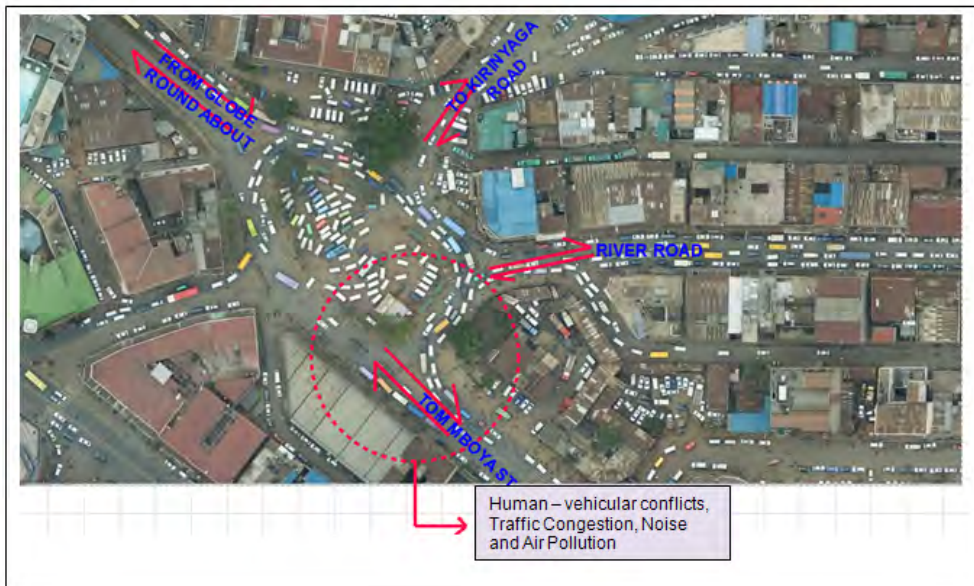 FROM GLOBE
ROUND ABOUT
TO KIRINYAGA
ROAD
RIVER ROAD
TOM MBOYA ST
Human – vehicular conflicts,
Traffic Congestion, Noise
and Air Pollution